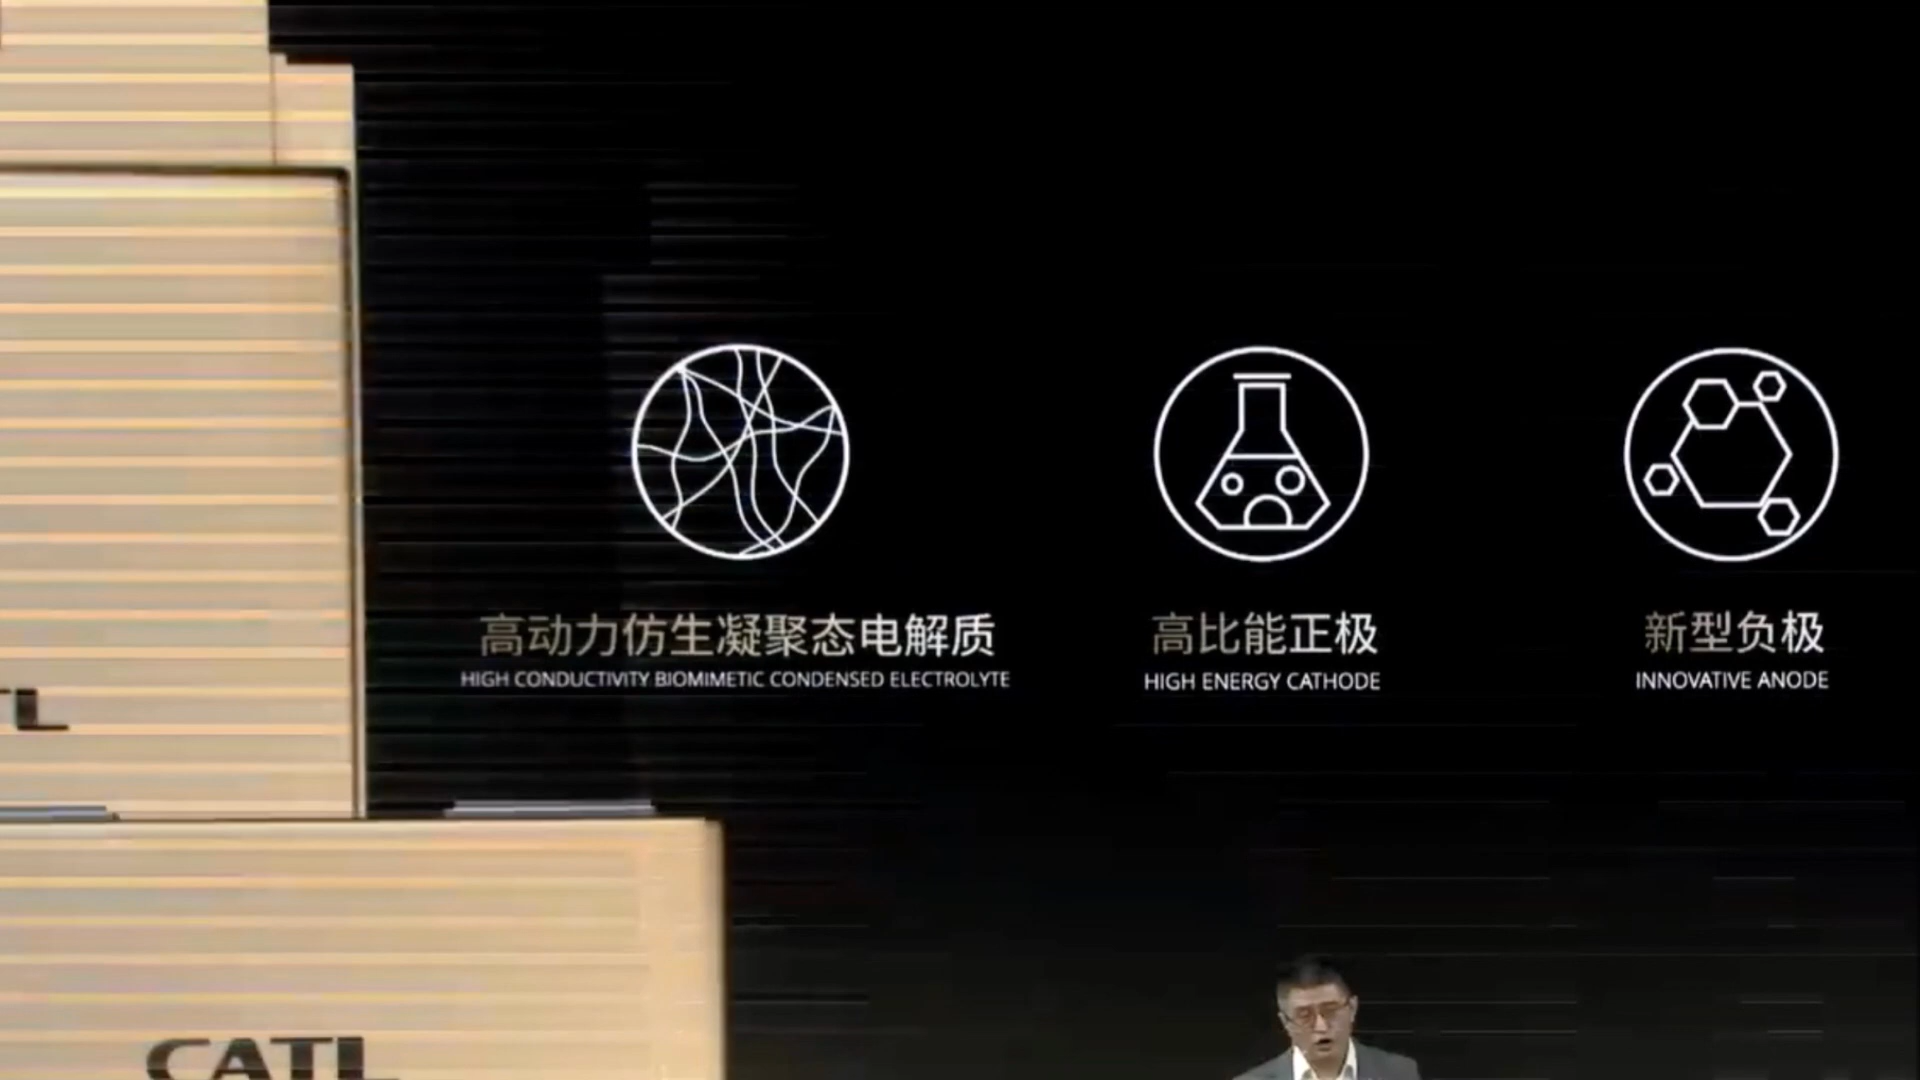 高动力仿生凝聚态电解质
HIGH CONDUCTIVITY BIOMIMETIC CONDENSED ELECTROLYTE
高比能正极
HIGH ENERGY CATHODE
新型负极
INNOVATIVE ANODE
TL
CATL